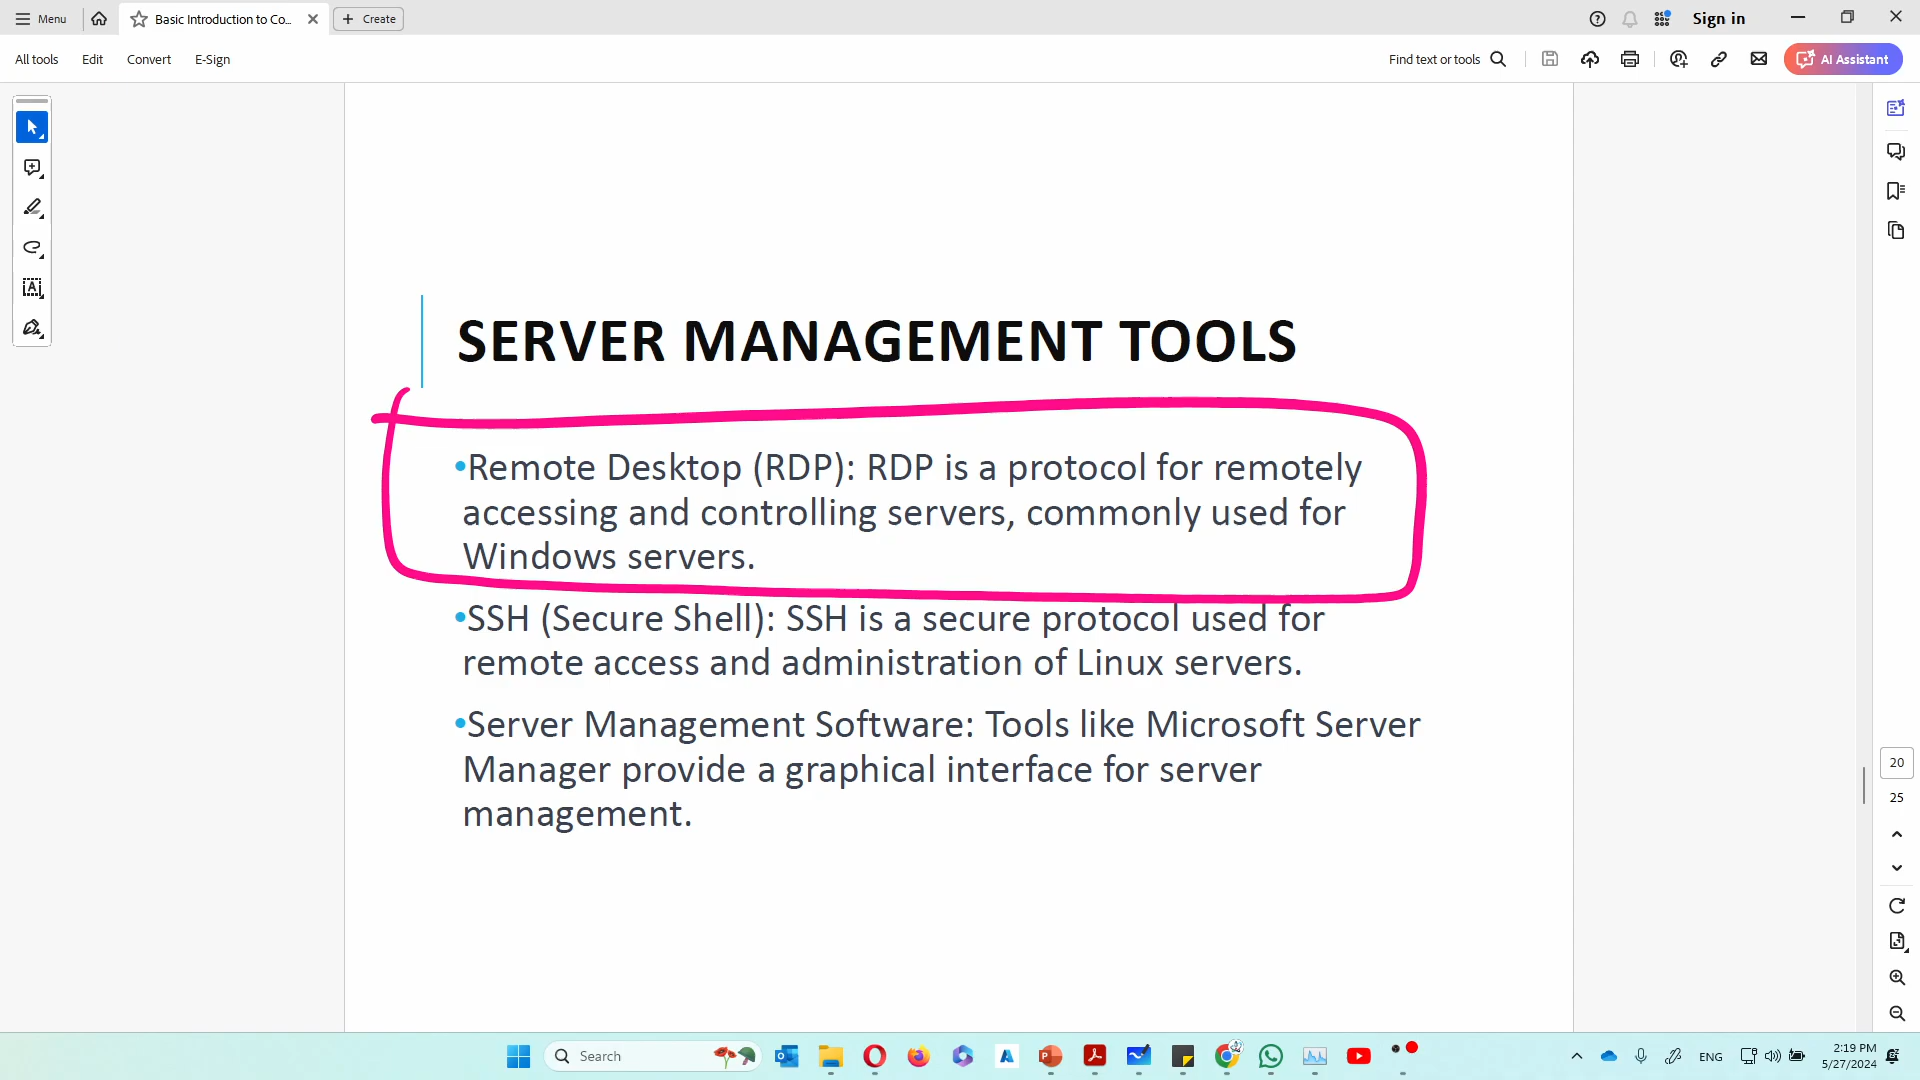 Menu
Basic Introduction to Co...
Create
Sign in
All tools
Edit
Convert
E-Sign
Find text or tools
AI Assistant
SERVER MANAGEMENT TOOLS
•Remote Desktop (RDP): RDP is a protocol for remotely
accessing and controlling servers, commonly used for
Windows servers.
•SSH (Secure Shell): SSH is a secure protocol used for
remote access and administration of Linux servers.
•Server Management Software: Tools like Microsoft Server
Manager provide a graphical interface for server
management.
20
25
Search
ENG
2:19 PM
5/27/2024